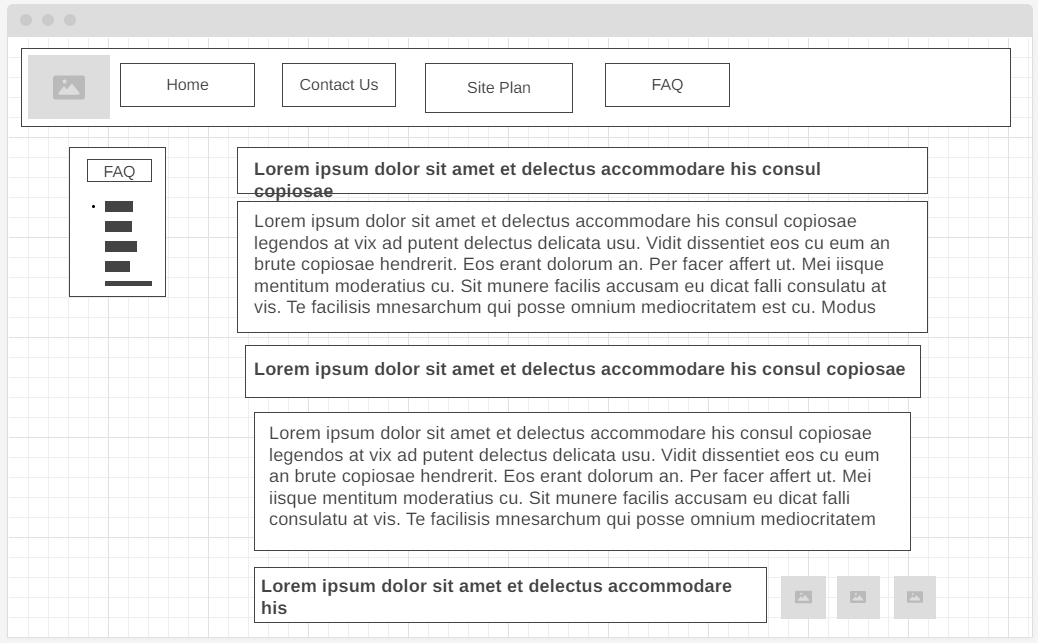 Home
Contact Us
Site Plan
FAQ
FAQ
Lorem ipsum dolor sit amet et delectus accommodare his consul
copiosae
Lorem ipsum dolor sit amet et delectus accommodare his consul copiosae
legendos at vix ad putent delectus delicata usu. Vidit dissentiet eos cu eum an
brute copiosae hendrerit. Eos erant dolorum an. Per facer affert ut. Mei iisque
mentitum moderatius cu. Sit munere facilis accusam eu dicat falli consulatu at
vis. Te facilisis mnesarchum qui posse omnium mediocritatem est cu. Modus
Lorem ipsum dolor sit amet et delectus accommodare his consul copiosae
Lorem ipsum dolor sit amet et delectus accommodare his consul copiosae
legendos at vix ad putent delectus delicata usu. Vidit dissentiet eos cu eum
an brute copiosae hendrerit. Eos erant dolorum an. Per facer affert ut. Mei
iisque mentitum moderatius cu. Sit munere facilis accusam eu dicat falli
consulatu at vis. Te facilisis mnesarchum qui posse omnium mediocritatem
Lorem ipsum dolor sit amet et delectus accommodare
his